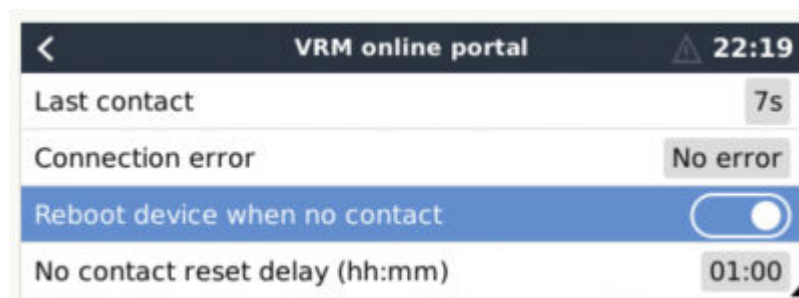 VRM online portal 22:19
Last contact 7s
Connection error No error
Reboot device when no contact
No contact reset delay (hh:mm) 01:00